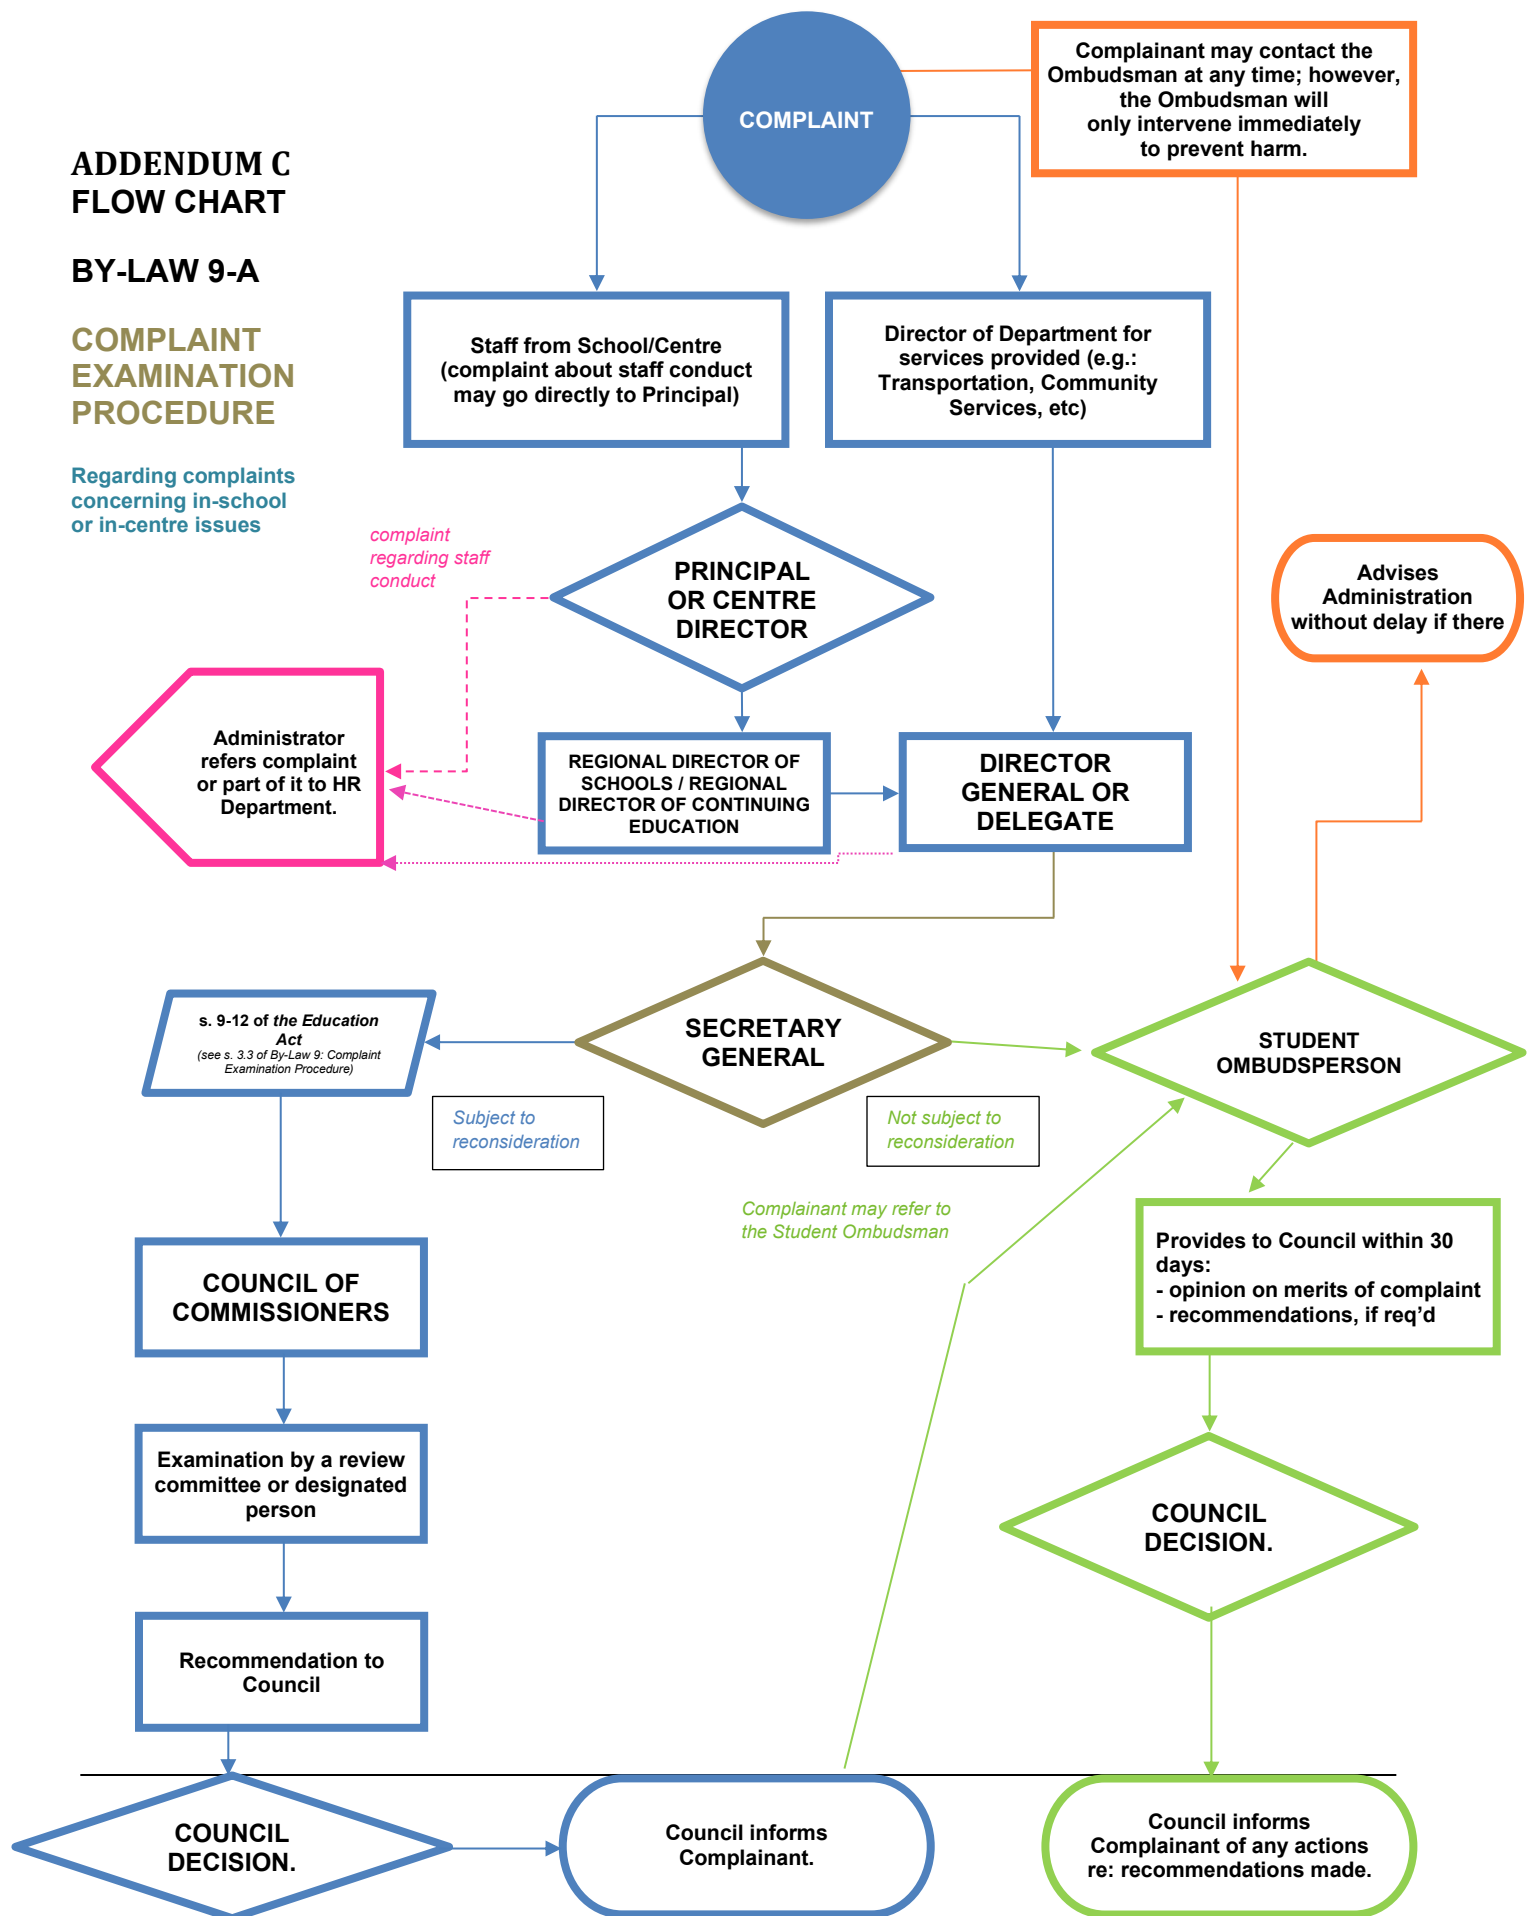 COMPLAINT
Complainant may contact the
Ombudsman at any time; however,
the Ombudsman will
only intervene immediately
to prevent harm.
ADDENDUM C
FLOW CHART
BY-LAW 9-A
COMPLAINT
EXAMINATION
PROCEDURE
Regarding complaints
concerning in-school
or in-centre issues
Staff from School/Centre
(complaint about staff conduct
may go directly to Principal)
Director of Department for
services provided (e.g.:
Transportation, Community
Services, etc)
complaint
regarding staff
conduct
PRINCIPAL
OR CENTRE
DIRECTOR
Advises
Administration
without delay if there
Administrator
refers complaint
or part of it to HR
Department.
REGIONAL DIRECTOR OF
SCHOOLS / REGIONAL
DIRECTOR OF CONTINUING
EDUCATION
DIRECTOR
GENERAL OR
DELEGATE
s. 9-12 of the Education
Act
(see s. 3.3 of By-Law 9: Complaint
Examination Procedure)
SECRETARY
GENERAL
STUDENT
OMBUDSPERSON
Subject to
reconsideration
Not subject to
reconsideration
Complainant may refer to
the Student Ombudsman
Provides to Council within 30
days:
- opinion on merits of complaint
- recommendations, if req’d
COUNCIL OF
COMMISSIONERS
Examination by a review
committee or designated
person
COUNCIL
DECISION.
Recommendation to
Council
COUNCIL
DECISION.
Council informs
Complainant.
Council informs
Complainant of any actions
re: recommendations made.